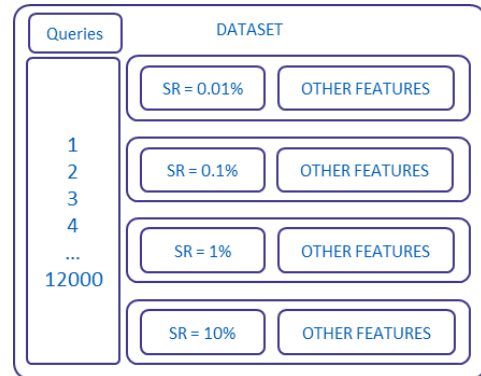 Queries
DATASET
1
2
3
4
...
12000
SR = 0.01%
OTHER FEATURES
SR = 0.1%
OTHER FEATURES
SR = 1%
OTHER FEATURES
SR = 10%
OTHER FEATURES